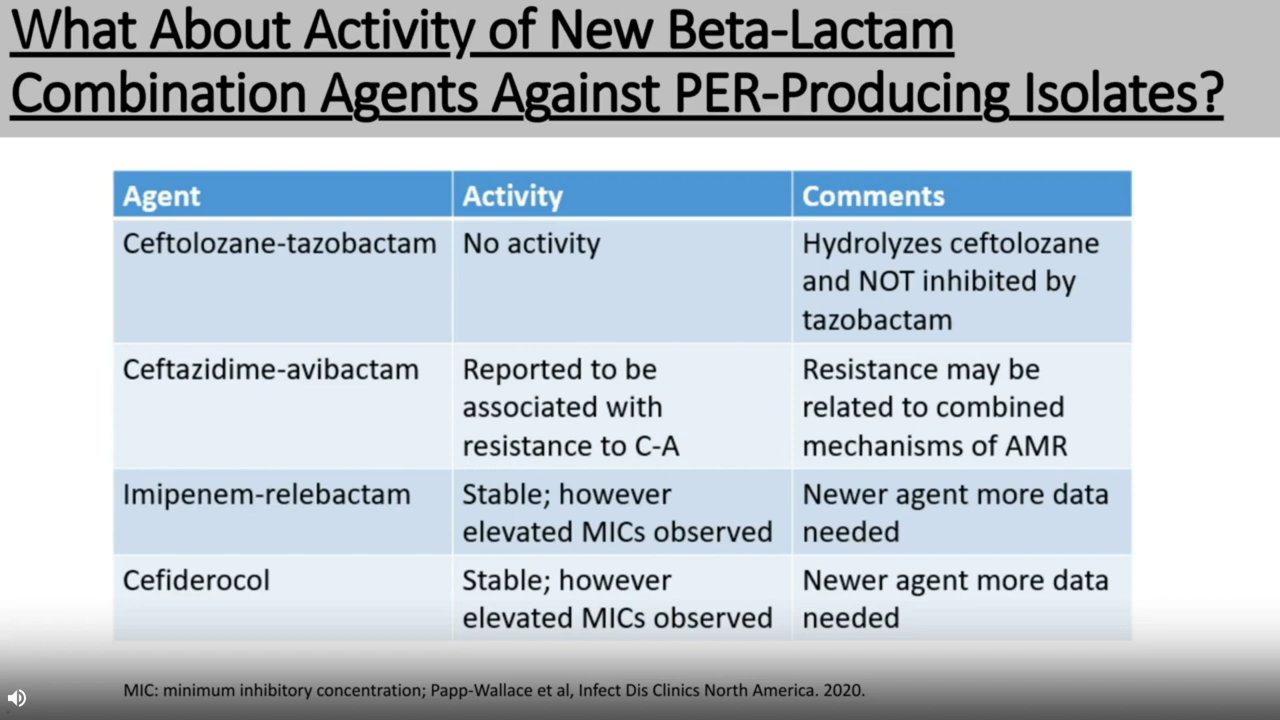 What About Activity of New Beta-Lactam
Combination Agents Against PER-Producing Isolates?
Agent Activity Comments
Ceftolozane-tazobactam No activity Hydrolyzes ceftolozane
and NOT inhibited by
tazobactam
Ceftazidime-avibactam Reported to be Resistance may be
associated with related to combined
resistance to C-A mechanisms of AMR
Imipenem-relebactam Stable; however Newer agent more data
elevated MICs observed needed
Cefiderocol Stable; however Newer agent more data
elevated MICs observed needed
MIC: minimum inhibitory concentration; Papp-Wallace et al, Infect Dis Clinics North America. 2020.